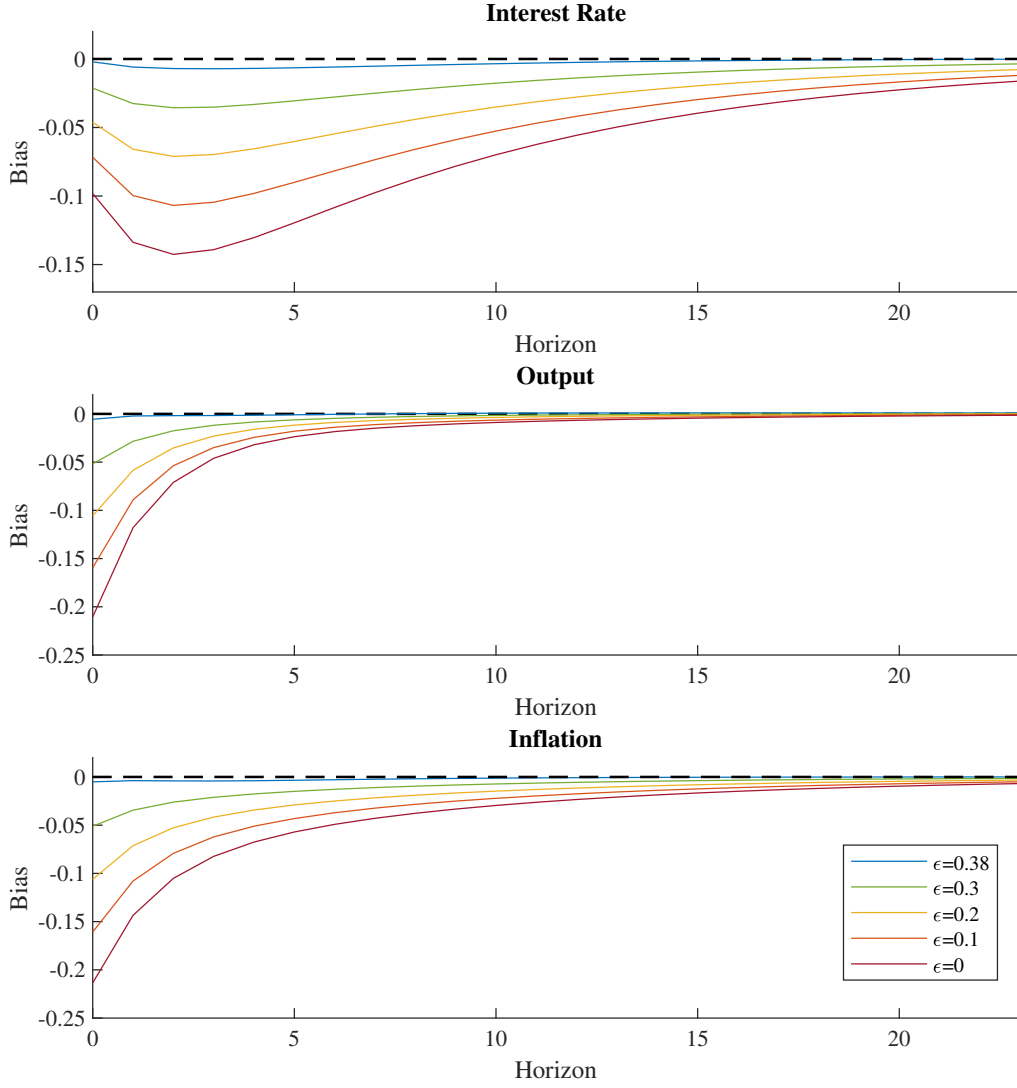 Interest Rate
0
-0.05
-0.1
-0.15
Bias
0 5 10 15 20
Horizon
Output
0
-0.05
-0.1
-0.15
-0.2
-0.25
Bias
0 5 10 15 20
Horizon
Inflation
0
-0.05
-0.1
-0.15
-0.2
-0.25
Bias
ϵ=0.38
ϵ=0.3
ϵ=0.2
ϵ=0.1
ϵ=0
0 5 10 15 20
Horizon